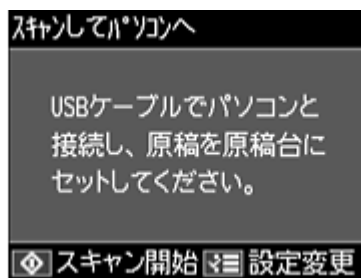 ｽｷｬﾝしてﾊﾟｿｺﾝへ
USBケーブルでパソコンと
接続し、原稿を原稿台に
セットしてください。
スキャン開始 設定変更